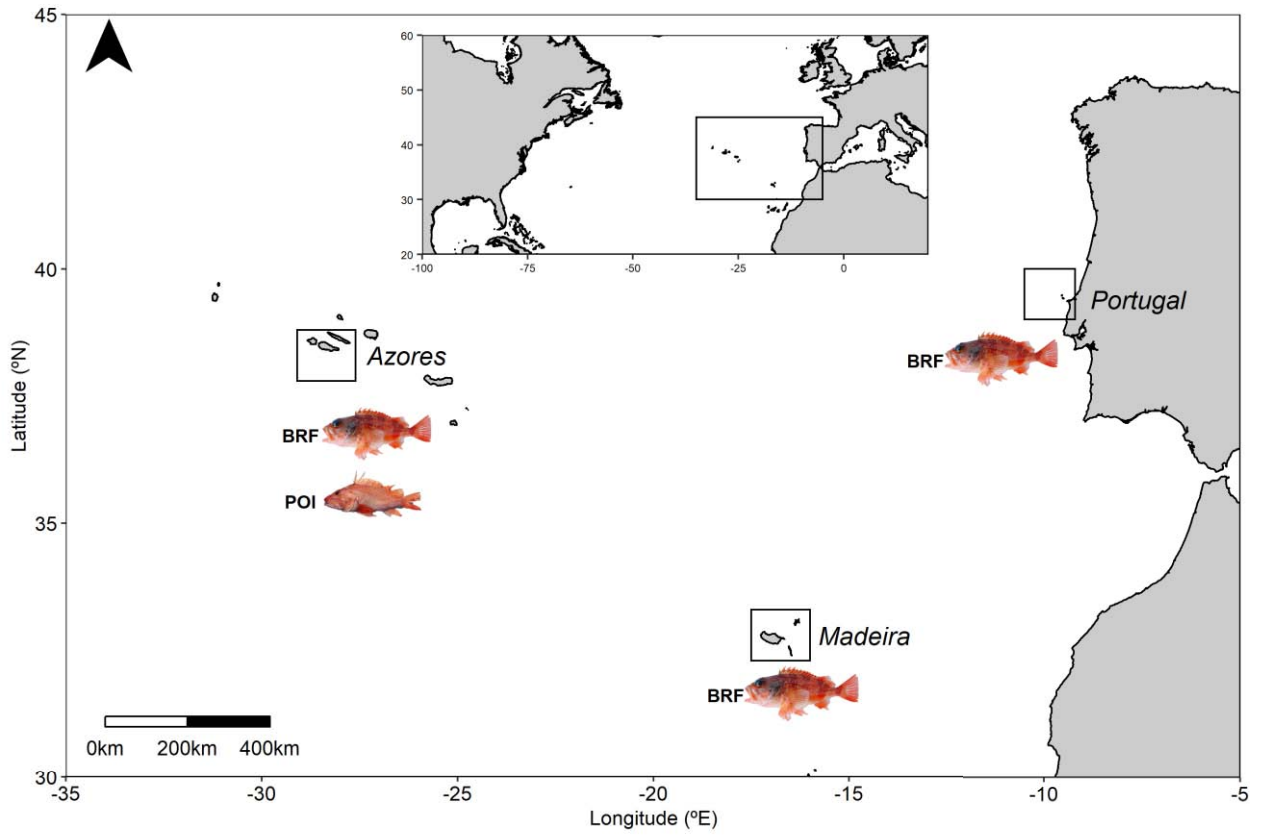 45
60
50
40
30
20
-100
-75
-50
-25
0
40
Portugal
BRF
Azores
BRF
POI
35
Madeira
BRF
0km 200km 400km
30
-35 -30 -25 -20 -15 -10 -5
Longitude (ºE)
Latitude (ºN)